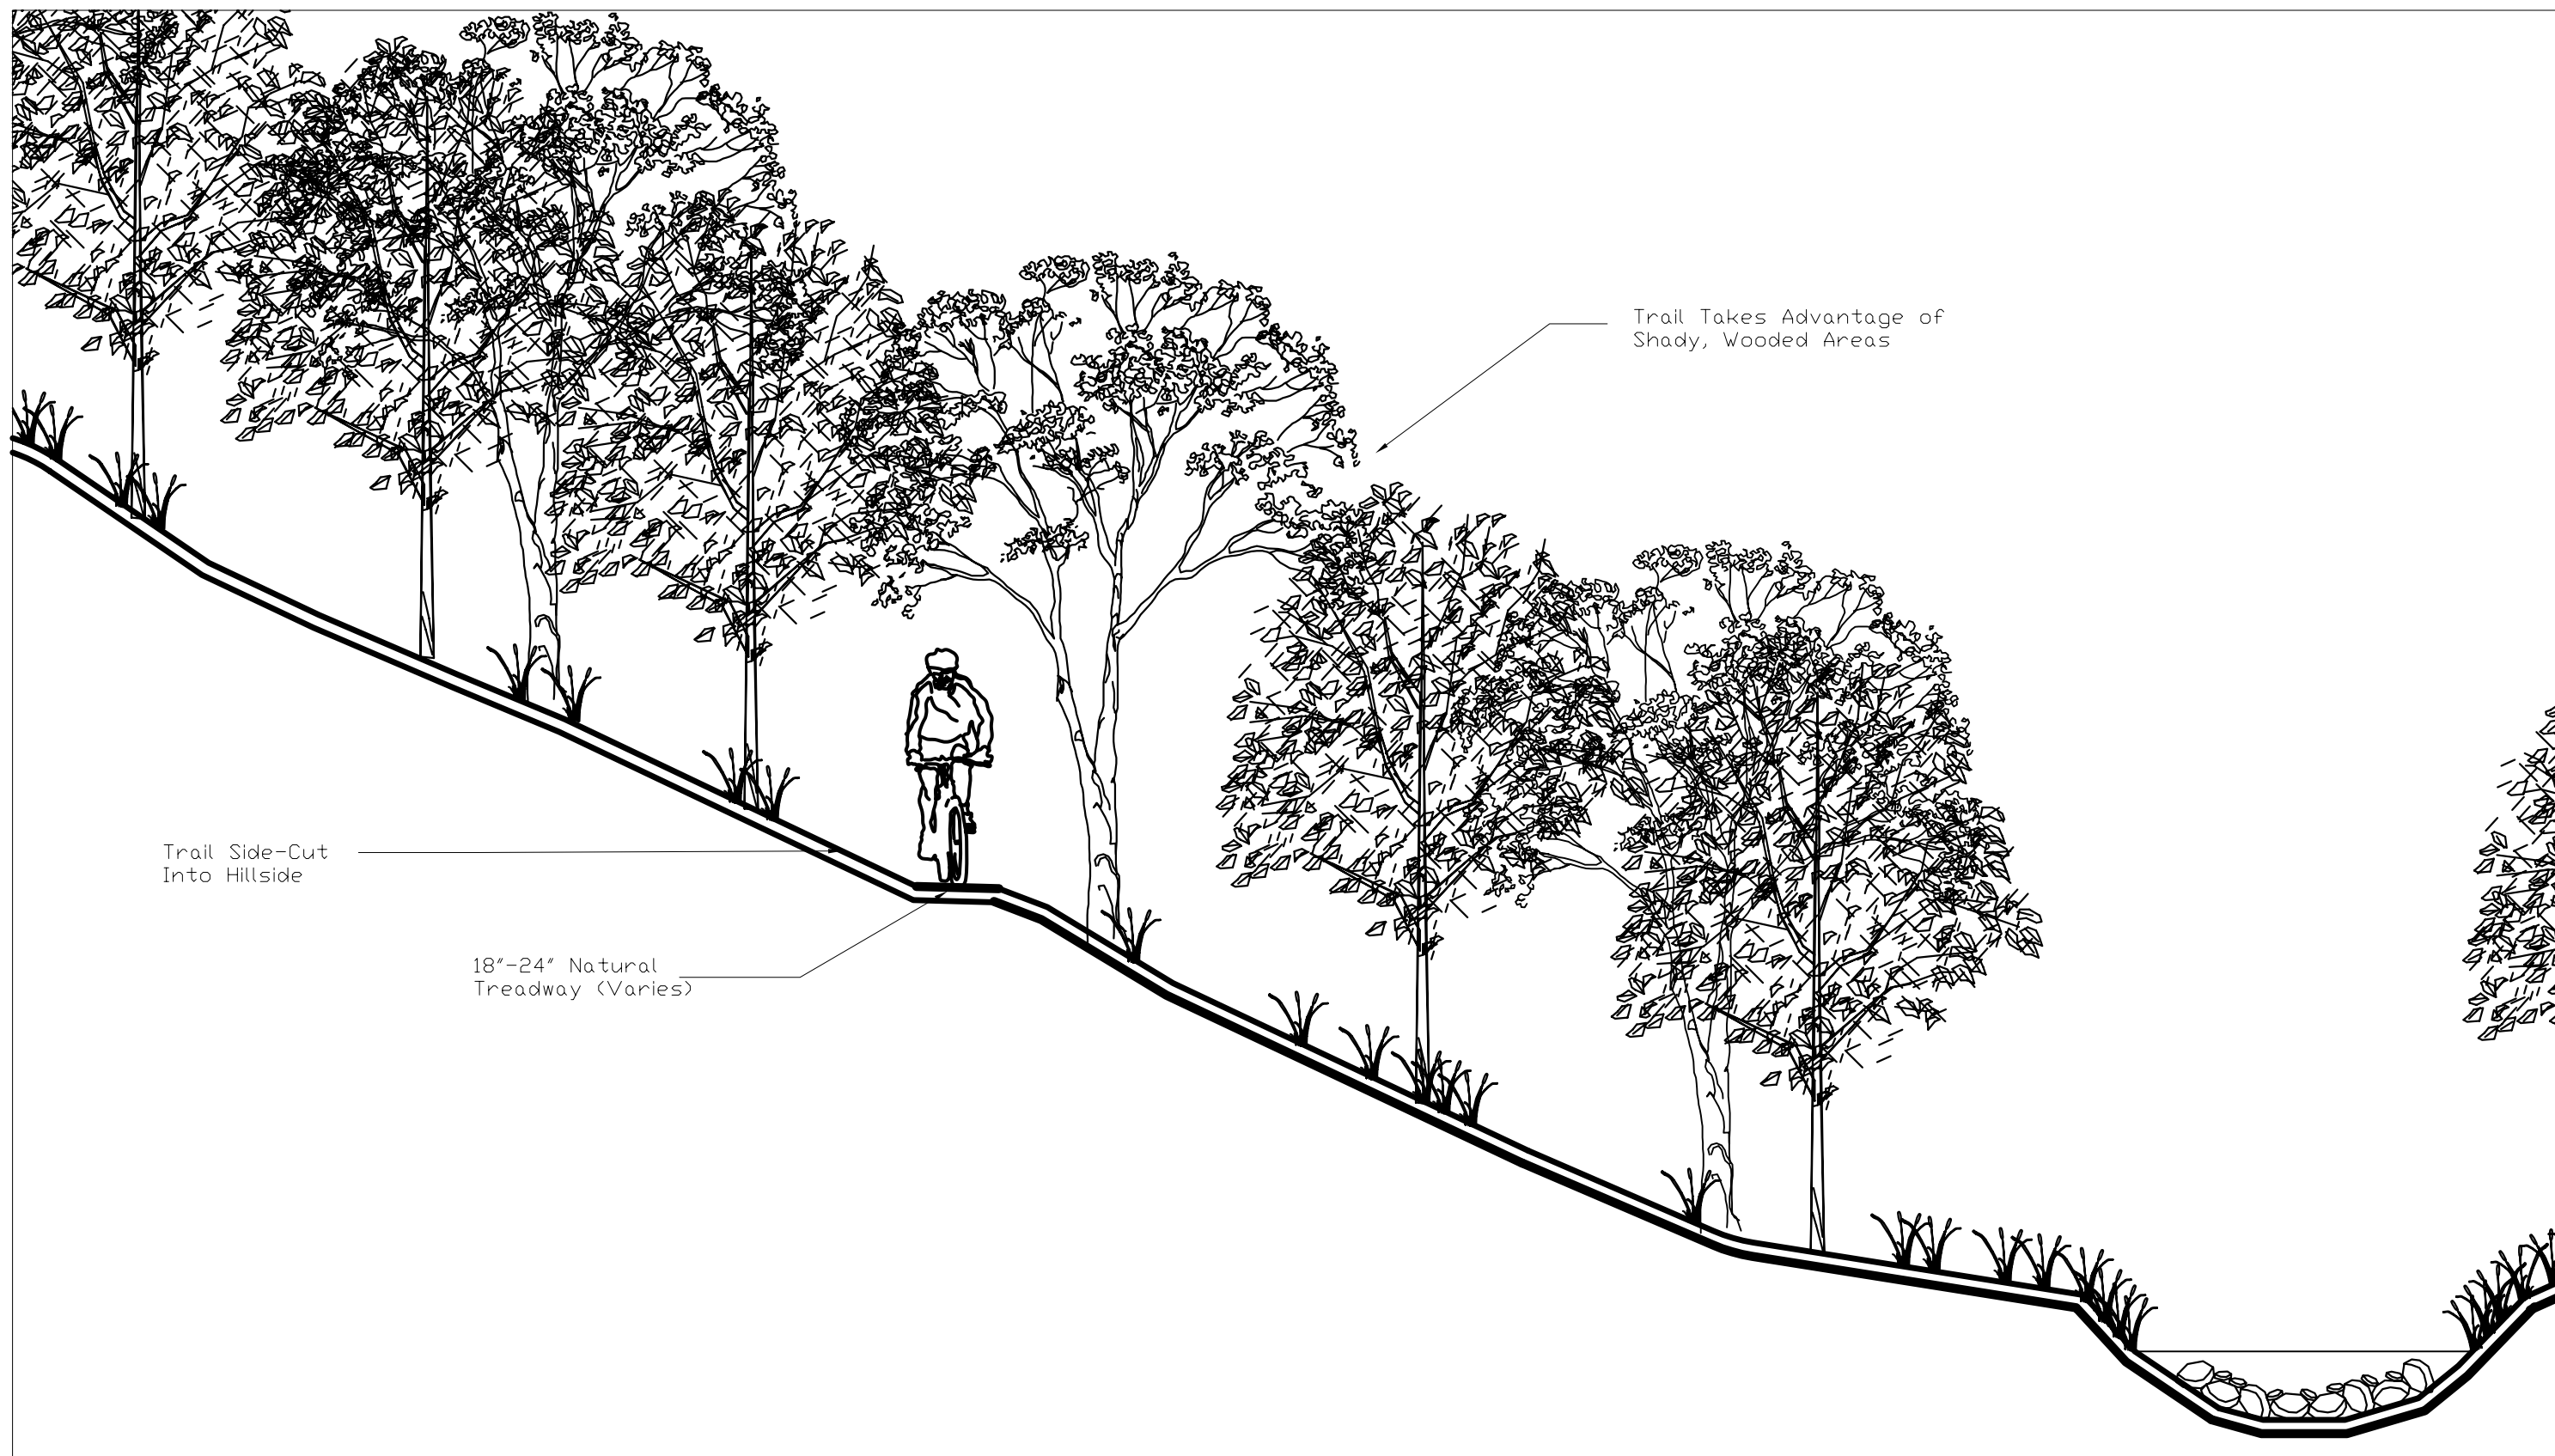 Trail Takes Advantage of
Shady, Wooded Areas
Trail Side-Cut
Into Hillside
18"-24" Natural
Treadway (Varies)